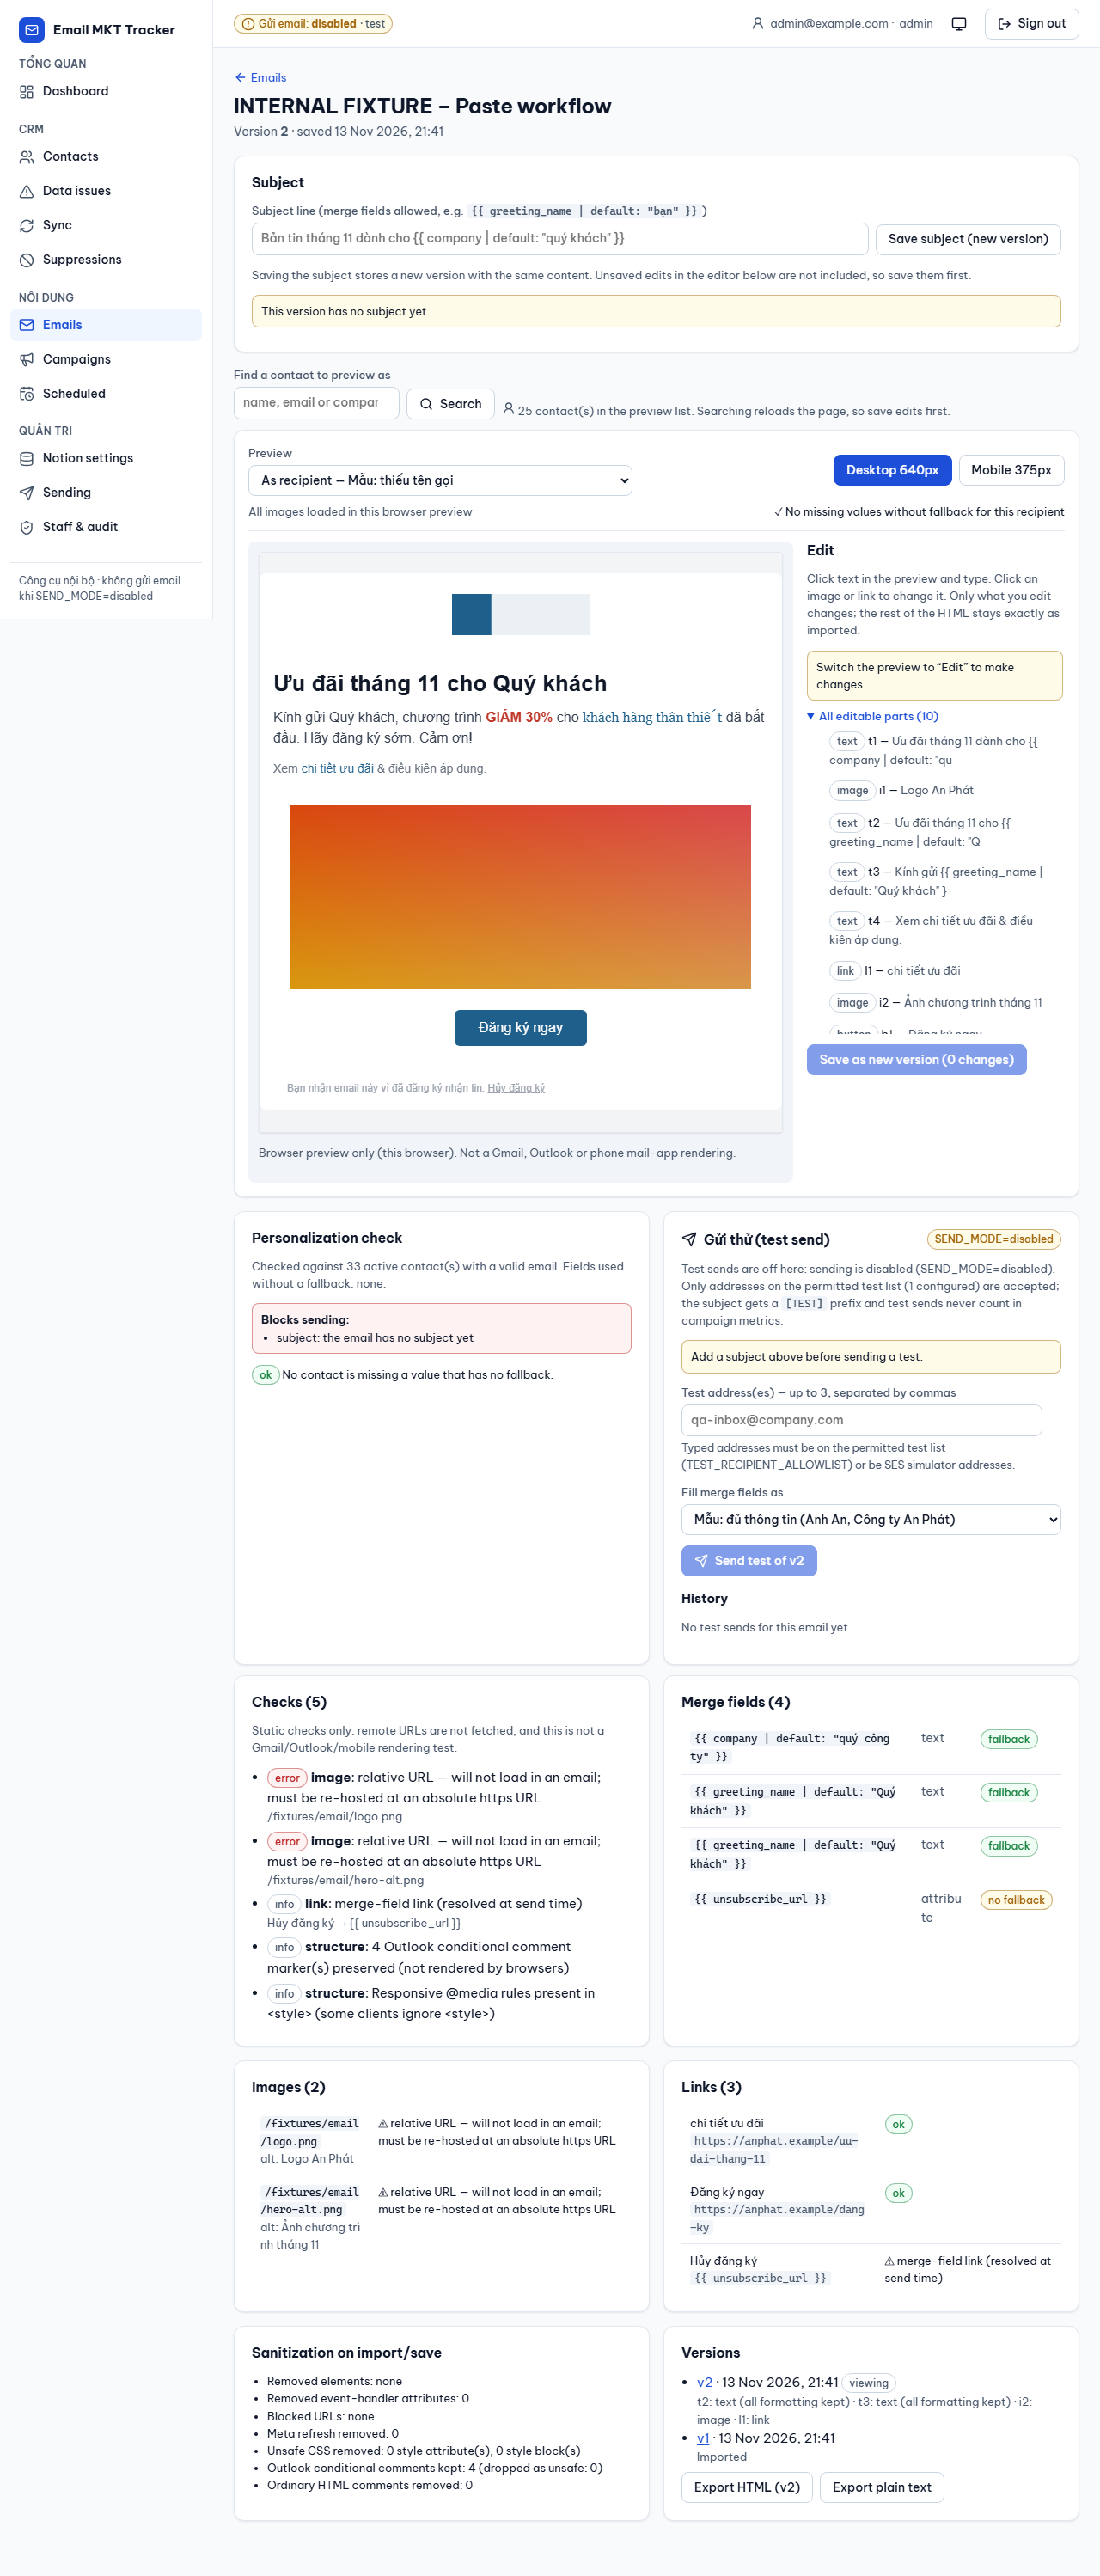 Email MKT Tracker
TỔNG QUAN
Dashboard
CRM
Contacts
Data issues
Sync
Suppressions
NỘI DUNG
Emails
Campaigns
Scheduled
QUẢN TRỊ
Notion settings
Sending
Staff & audit
Công cụ nội bộ · không gửi email
khi SEND_MODE=disabled
Gửi email: disabled · test
admin@example.com · admin
Sign out
← Emails
INTERNAL FIXTURE – Paste workflow
Version 2 · saved 13 Nov 2026, 21:41
Subject
Subject line (merge fields allowed, e.g. {{ greeting_name | default: "bạn" }} )
Bản tin tháng 11 dành cho {{ company | default: "quý khách" }}
Save subject (new version)
Saving the subject stores a new version with the same content. Unsaved edits in the editor below are not included, so save them first.
This version has no subject yet.
Find a contact to preview as
name, email or compar
Search
25 contact(s) in the preview list. Searching reloads the page, so save edits first.
Preview
As recipient — Mẫu: thiếu tên gọi
Desktop 640px
Mobile 375px
All images loaded in this browser preview
✓ No missing values without fallback for this recipient
Ưu đãi tháng 11 cho Quý khách
Kính gửi Quý khách, chương trình GIẢM 30% cho khách hàng thân thiết đã bắt
đầu. Hãy đăng ký sớm. Cảm ơn!
Xem chi tiết ưu đãi & điều kiện áp dụng.
Đăng ký ngay
Bạn nhận email này vì đã đăng ký nhận tin. Hủy đăng ký
Browser preview only (this browser). Not a Gmail, Outlook or phone mail-app rendering.
Edit
Click text in the preview and type. Click an
image or link to change it. Only what you edit
changes; the rest of the HTML stays exactly as
imported.
Switch the preview to “Edit” to make
changes.
▼ All editable parts (10)
text t1 — Ưu đãi tháng 11 dành cho {{
company | default: "qu
image i1 — Logo An Phát
text t2 — Ưu đãi tháng 11 cho {{
greeting_name | default: "Q
text t3 — Kính gửi {{ greeting_name |
default: "Quý khách" }
text t4 — Xem chi tiết ưu đãi & điều
kiện áp dụng.
link l1 — chi tiết ưu đãi
image i2 — Ảnh chương trình tháng 11
button b1 — Đăng ký ngay
Save as new version (0 changes)
Personalization check
Checked against 33 active contact(s) with a valid email. Fields used
without a fallback: none.
Blocks sending:
• subject: the email has no subject yet
ok No contact is missing a value that has no fallback.
Gửi thử (test send)
SEND_MODE=disabled
Test sends are off here: sending is disabled (SEND_MODE=disabled).
Only addresses on the permitted test list (1 configured) are accepted;
the subject gets a [TEST] prefix and test sends never count in
campaign metrics.
Add a subject above before sending a test.
Test address(es) — up to 3, separated by commas
qa-inbox@company.com
Typed addresses must be on the permitted test list
(TEST_RECIPIENT_ALLOWLIST) or be SES simulator addresses.
Fill merge fields as
Mẫu: đủ thông tin (Anh An, Công ty An Phát)
Send test of v2
History
No test sends for this email yet.
Checks (5)
Static checks only: remote URLs are not fetched, and this is not a
Gmail/Outlook/mobile rendering test.
• error image: relative URL — will not load in an email;
must be re-hosted at an absolute https URL
/fixtures/email/logo.png
• error image: relative URL — will not load in an email;
must be re-hosted at an absolute https URL
/fixtures/email/hero-alt.png
• info link: merge-field link (resolved at send time)
Hủy đăng ký → {{ unsubscribe_url }}
• info structure: 4 Outlook conditional comment
marker(s) preserved (not rendered by browsers)
• info structure: Responsive @media rules present in
<style> (some clients ignore <style>)
Merge fields (4)
{{ company | default: "quý công
ty" }}
text
fallback
{{ greeting_name | default: "Quý
khách" }}
text
fallback
{{ greeting_name | default: "Quý
khách" }}
text
fallback
{{ unsubscribe_url }}
attribu
te
no fallback
Images (2)
/fixtures/email
/logo.png
alt: Logo An Phát
⚠ relative URL — will not load in an email;
must be re-hosted at an absolute https URL
/fixtures/email
/hero-alt.png
alt: Ảnh chương trì
nh tháng 11
⚠ relative URL — will not load in an email;
must be re-hosted at an absolute https URL
Links (3)
chi tiết ưu đãi
https://anphat.example/uu-
dai-thang-11
ok
Đăng ký ngay
https://anphat.example/dang
-ky
ok
Hủy đăng ký
{{ unsubscribe_url }}
⚠ merge-field link (resolved at
send time)
Sanitization on import/save
• Removed elements: none
• Removed event-handler attributes: 0
• Blocked URLs: none
• Meta refresh removed: 0
• Unsafe CSS removed: 0 style attribute(s), 0 style block(s)
• Outlook conditional comments kept: 4 (dropped as unsafe: 0)
• Ordinary HTML comments removed: 0
Versions
• v2 · 13 Nov 2026, 21:41 viewing
t2: text (all formatting kept) · t3: text (all formatting kept) · i2:
image · l1: link
• v1 · 13 Nov 2026, 21:41
Imported
Export HTML (v2)
Export plain text